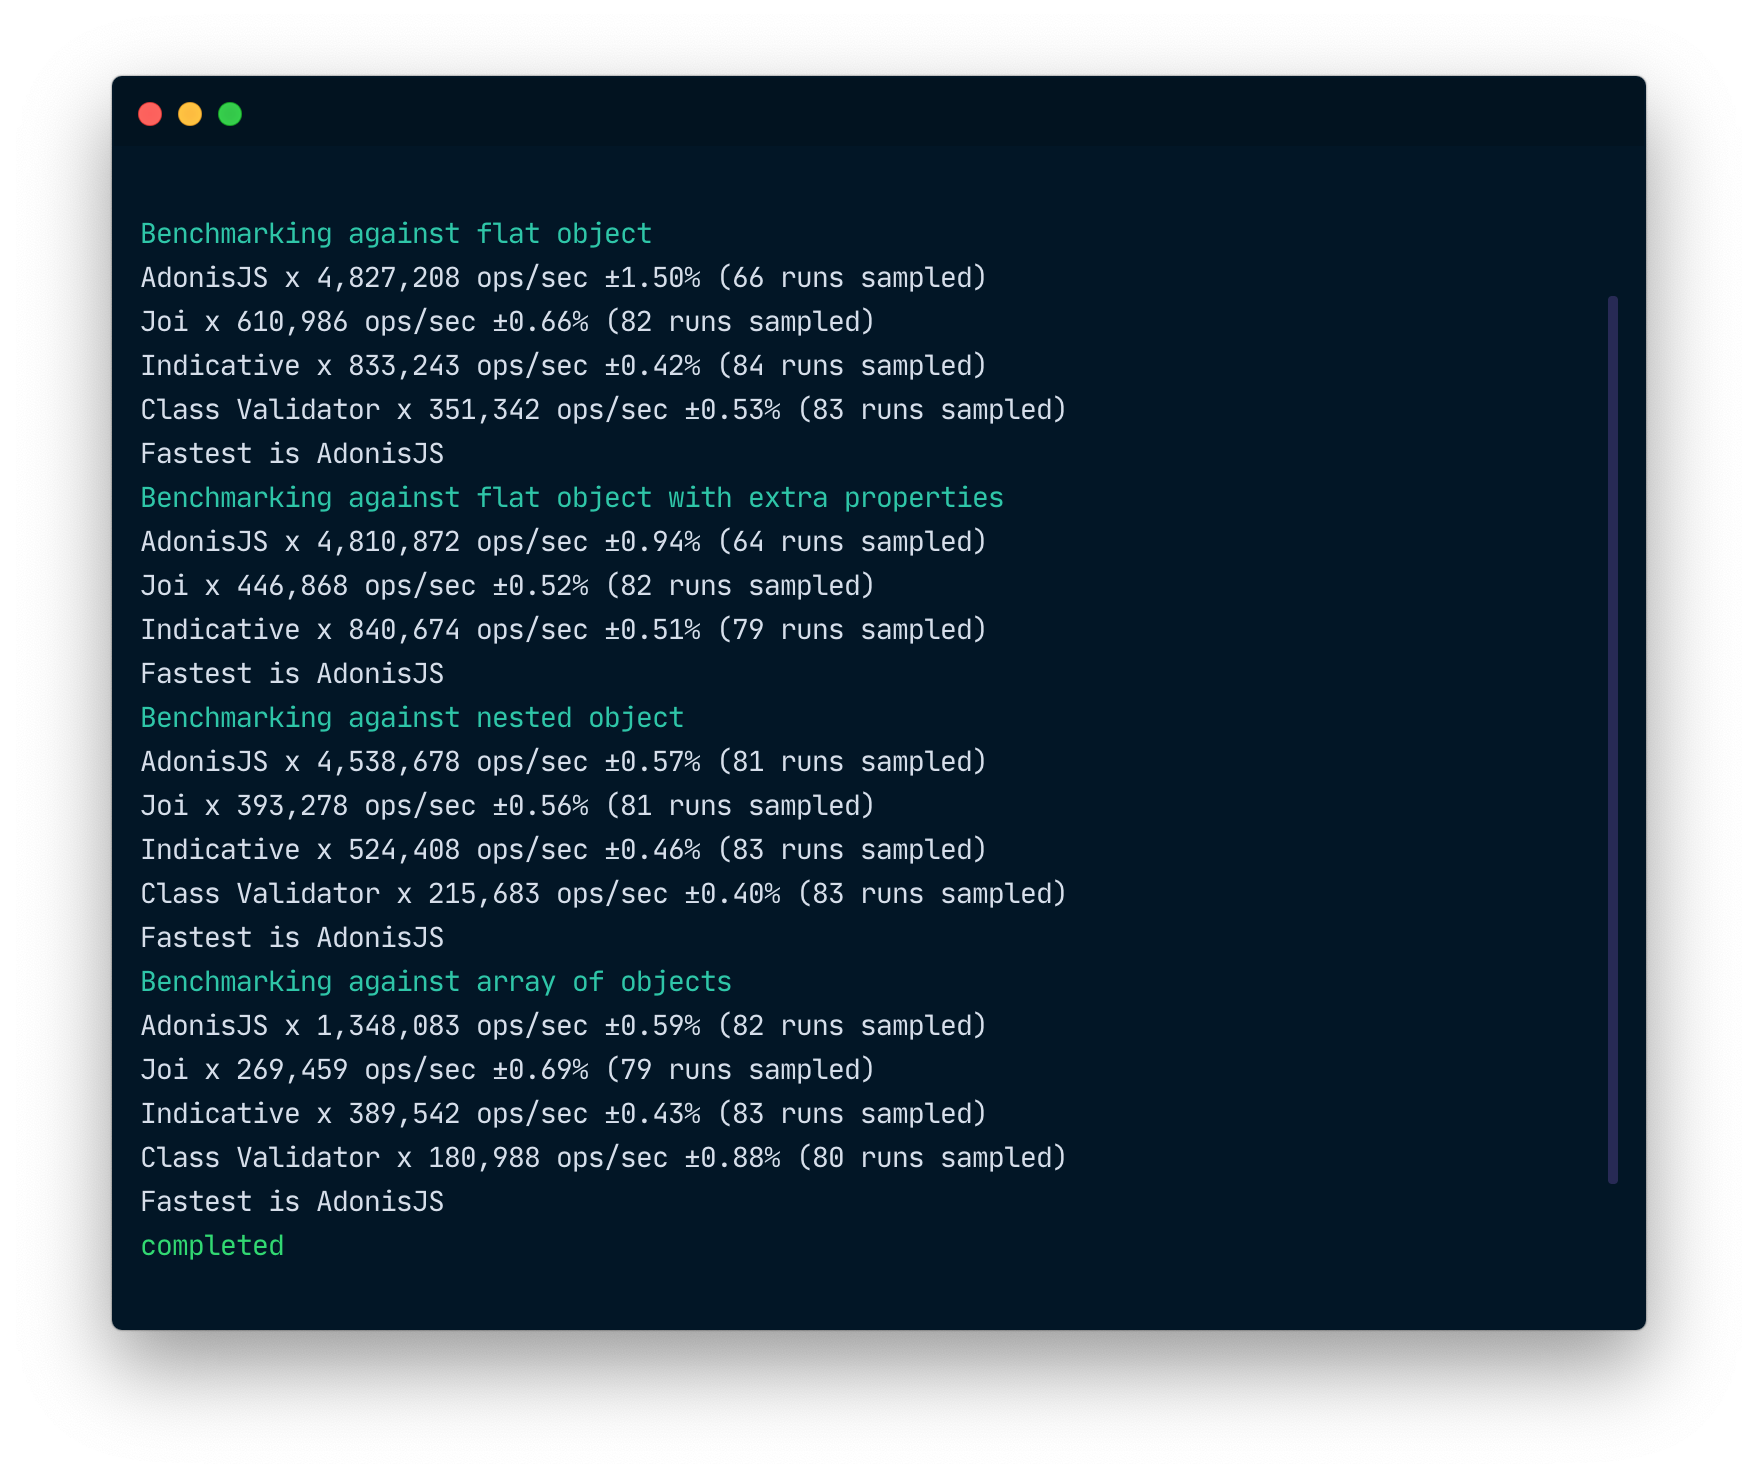 Benchmarking against flat object
AdonisJS x 4,827,208 ops/sec ±1.50% (66 runs sampled)
Joi x 610,986 ops/sec ±0.66% (82 runs sampled)
Indicative x 833,243 ops/sec ±0.42% (84 runs sampled)
Class Validator x 351,342 ops/sec ±0.53% (83 runs sampled)
Fastest is AdonisJS
Benchmarking against flat object with extra properties
AdonisJS x 4,810,872 ops/sec ±0.94% (64 runs sampled)
Joi x 446,868 ops/sec ±0.52% (82 runs sampled)
Indicative x 840,674 ops/sec ±0.51% (79 runs sampled)
Fastest is AdonisJS
Benchmarking against nested object
AdonisJS x 4,538,678 ops/sec ±0.57% (81 runs sampled)
Joi x 393,278 ops/sec ±0.56% (81 runs sampled)
Indicative x 524,408 ops/sec ±0.46% (83 runs sampled)
Class Validator x 215,683 ops/sec ±0.40% (83 runs sampled)
Fastest is AdonisJS
Benchmarking against array of objects
AdonisJS x 1,348,083 ops/sec ±0.59% (82 runs sampled)
Joi x 269,459 ops/sec ±0.69% (79 runs sampled)
Indicative x 389,542 ops/sec ±0.43% (83 runs sampled)
Class Validator x 180,988 ops/sec ±0.88% (80 runs sampled)
Fastest is AdonisJS
completed